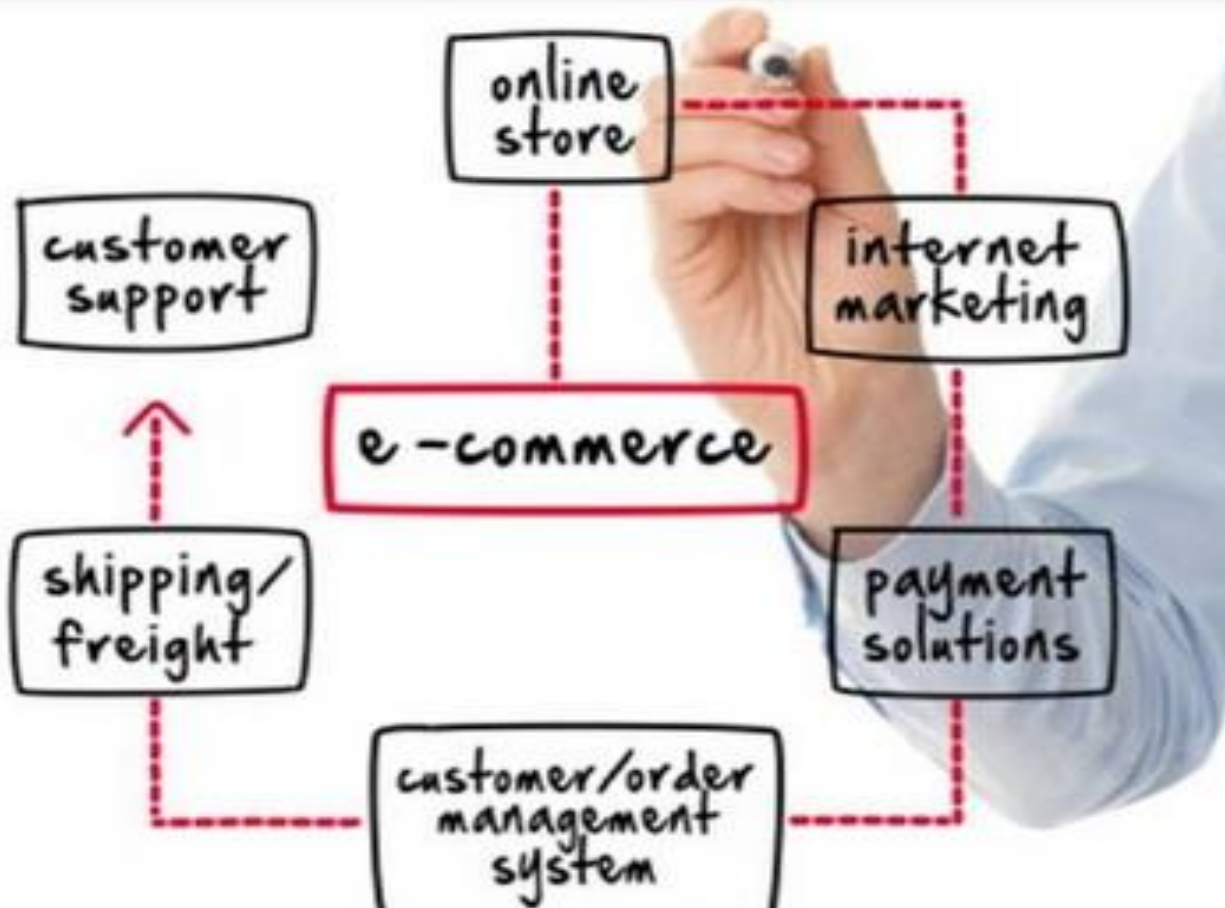 online
store
internet
marketing
customer
support
e-commerce
shipping/
freight
payment
solutions
customer/order
management
system